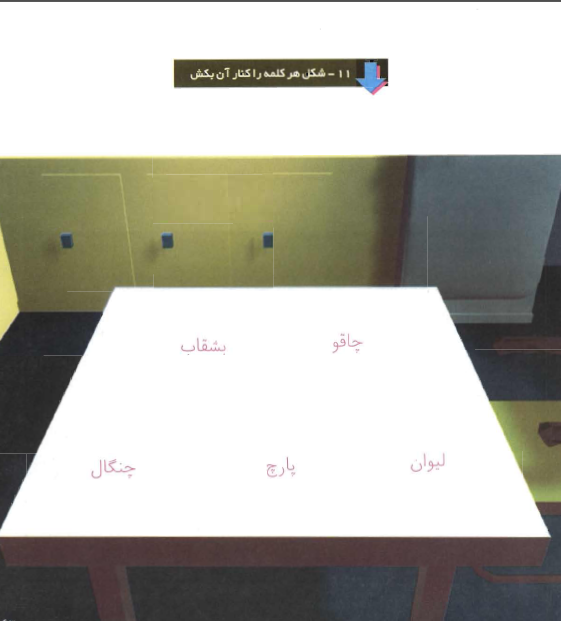 ۱۱ - شکل هر کلمه را کنار آن بکش
چاقو بشقاب
لیوان پارچ چنگال